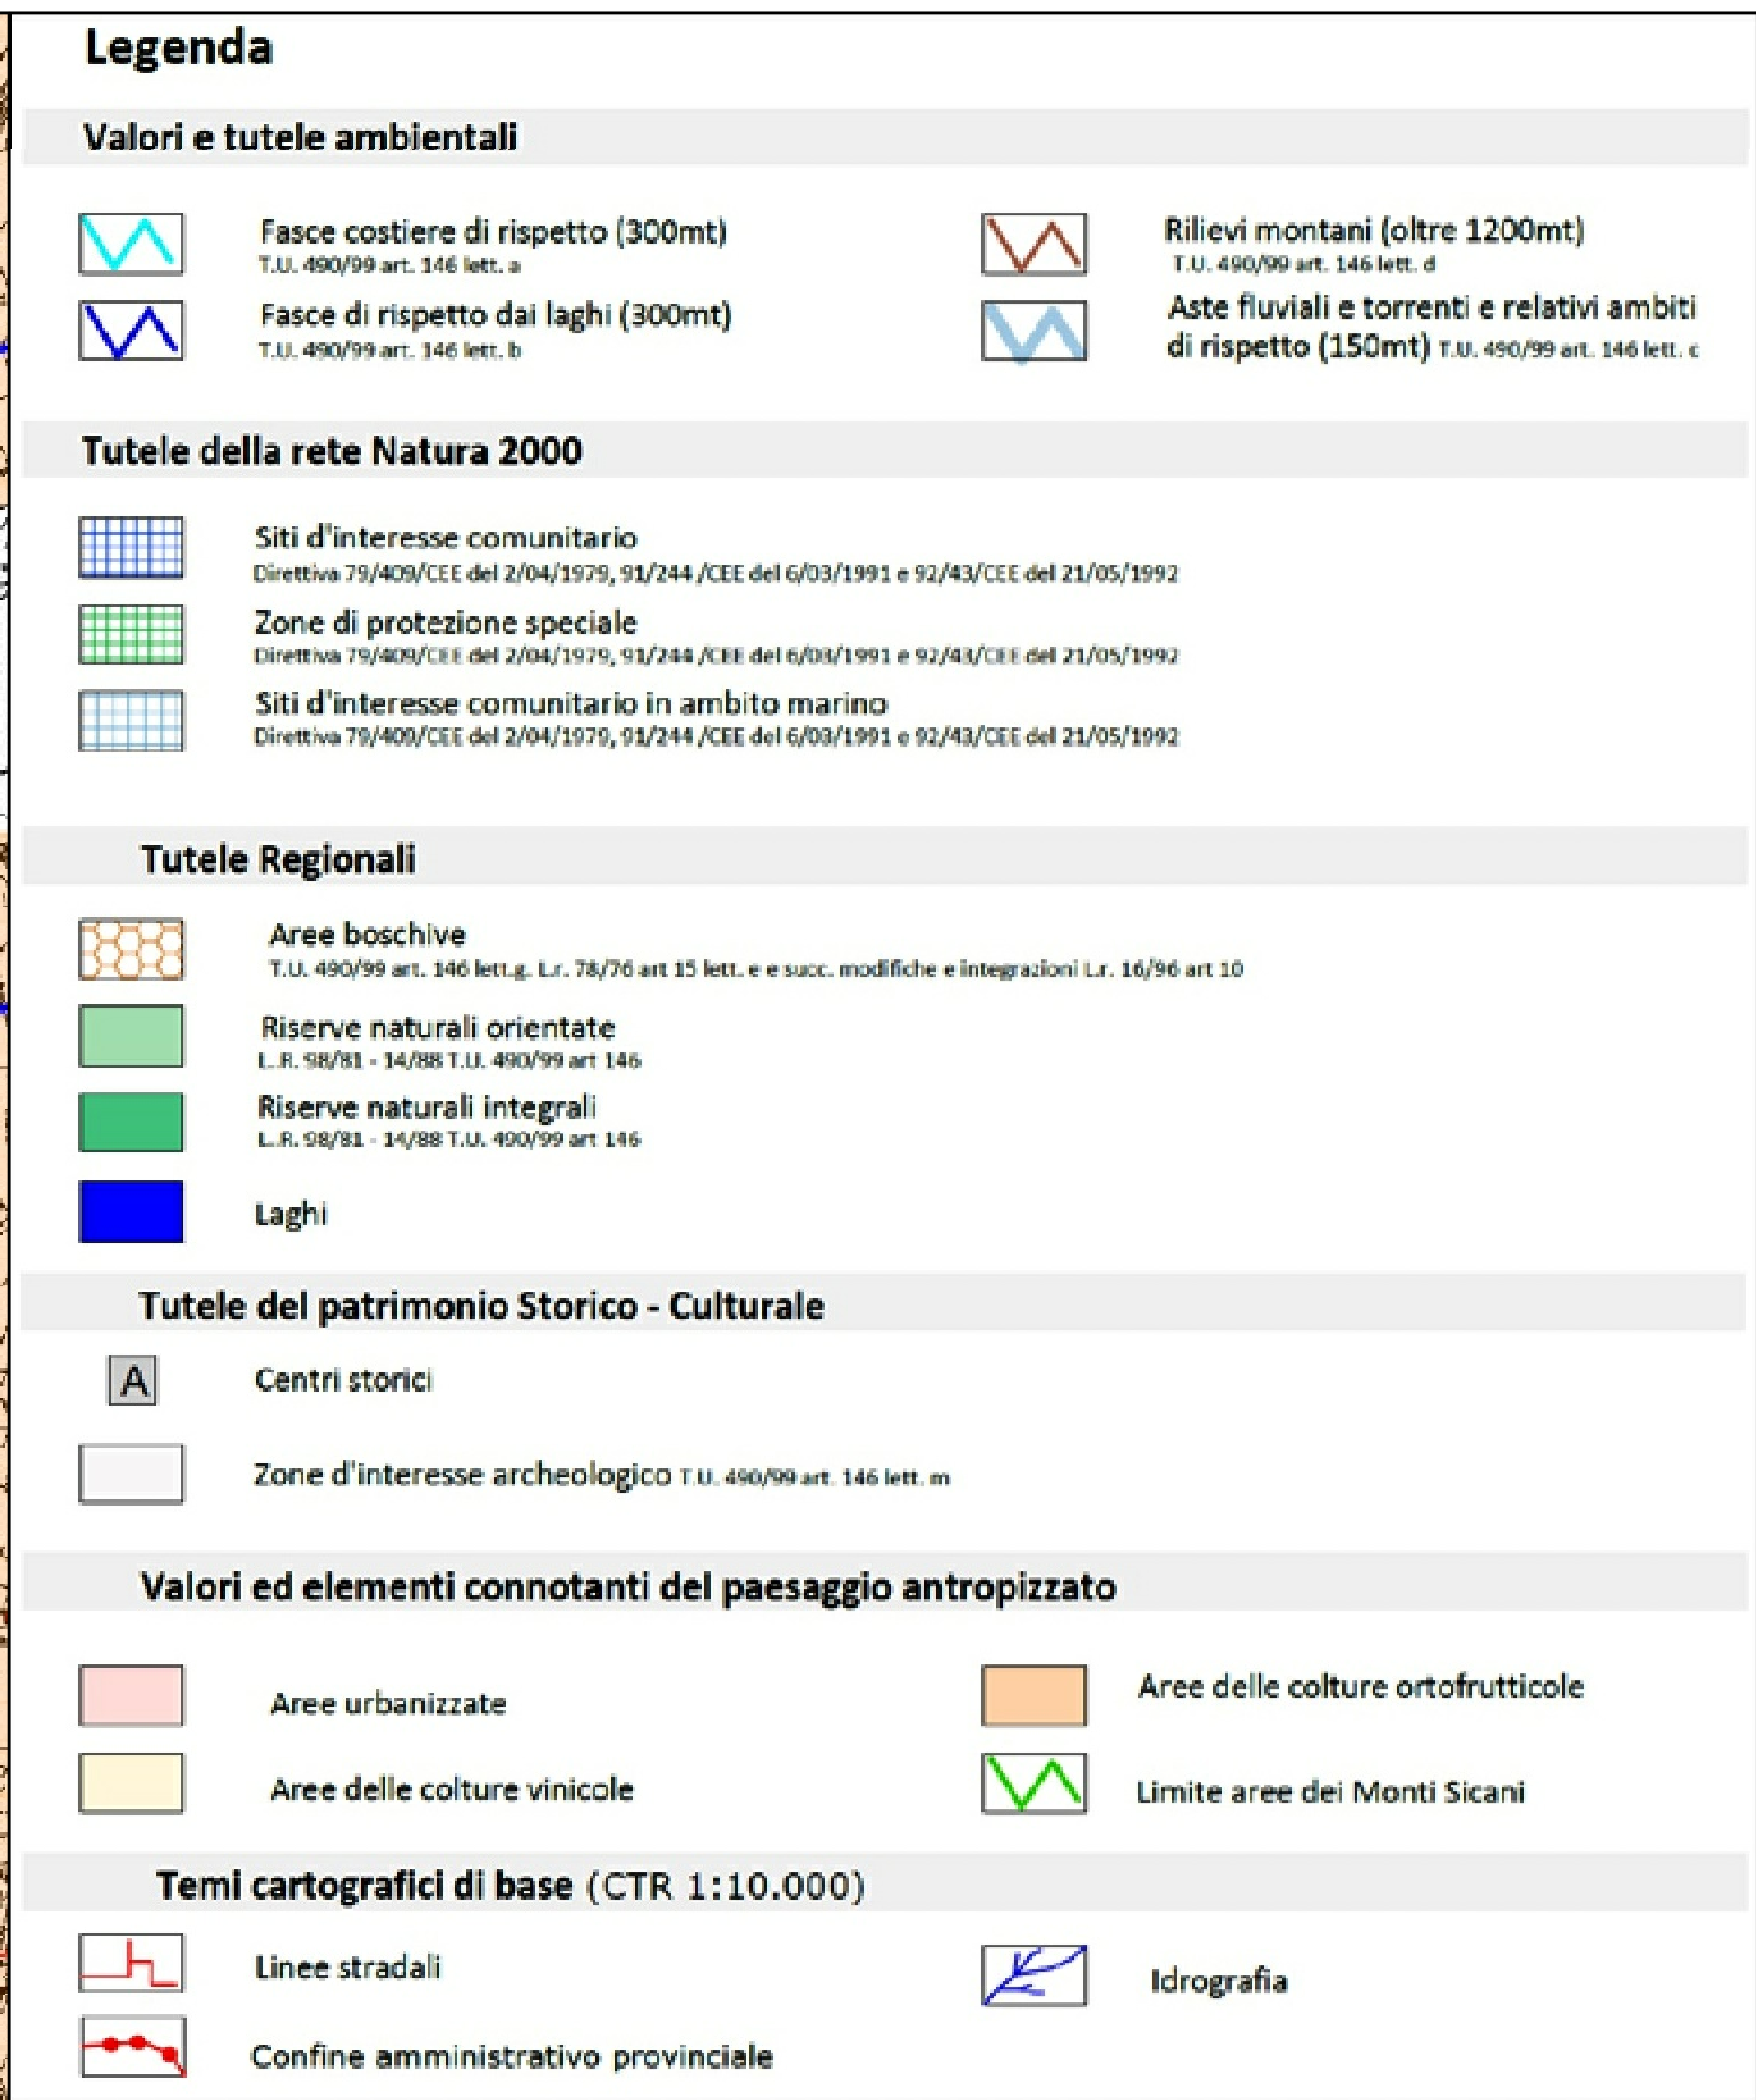 Legenda
Valori e tutele ambientali
Fasce costiere di rispetto (300mt)
T.U. 490/99 art. 146 lett. a
Rilievi montani (oltre 1200mt)
T.U. 490/99 art. 146 lett. d
Fasce di rispetto dai laghi (300mt)
T.U. 490/99 art. 146 lett. b
Aste fluviali e torrenti e relativi ambiti
di rispetto (150mt) T.U. 490/99 art. 146 lett. c
Tutele della rete Natura 2000
Siti d'interesse comunitario
Direttiva 79/409/CEE del 2/04/1979, 91/244 /CEE del 6/03/1991 e 92/43/CEE del 21/05/1992
Zone di protezione speciale
Direttiva 79/409/CEE del 2/04/1979, 91/244 /CEE del 6/03/1991 e 92/43/CEE del 21/05/1992
Siti d'interesse comunitario in ambito marino
Direttiva 79/409/CEE del 2/04/1979, 91/244 /CEE del 6/03/1991 e 92/43/CEE del 21/05/1992
Tutele Regionali
Aree boschive
T.U. 490/99 art. 146 lett.g. L.r. 78/76 art 15 lett. e e succ. modifiche e integrazioni L.r. 16/96 art 10
Riserve naturali orientate
L.R. 98/81 - 14/88 T.U. 490/99 art 146
Riserve naturali integrali
L.R. 98/81 - 14/88 T.U. 490/99 art 146
Laghi
Tutele del patrimonio Storico - Culturale
A Centri storici
Zone d'interesse archeologico T.U. 490/99 art. 146 lett. m
Valori ed elementi connotanti del paesaggio antropizzato
Aree urbanizzate
Aree delle colture ortofrutticole
Aree delle colture vinicole
Limite aree dei Monti Sicani
Temi cartografici di base (CTR 1:10.000)
Linee stradali
Idrografia
Confine amministrativo provinciale